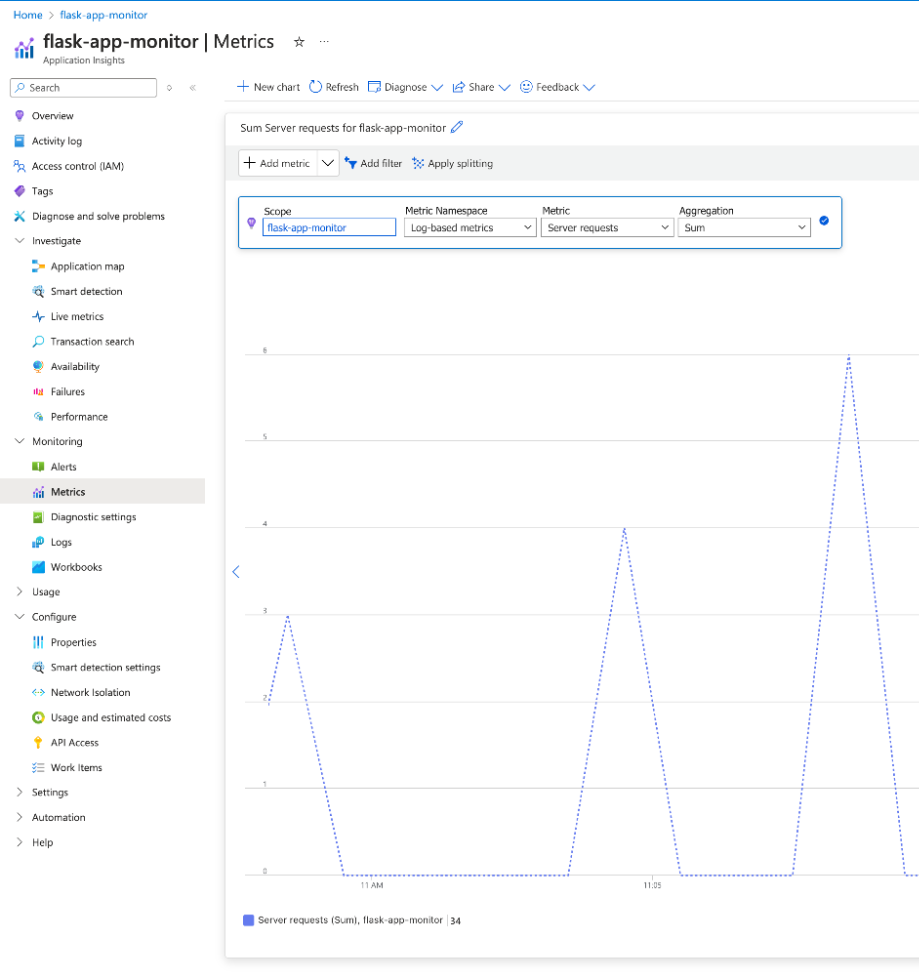 Home > flask-app-monitor
flask-app-monitor | Metrics ☆ ...
Application Insights
Search
Overview
Activity log
Access control (IAM)
Tags
Diagnose and solve problems
Investigate
Application map
Smart detection
Live metrics
Transaction search
Availability
Failures
Performance
Monitoring
Alerts
Metrics
Diagnostic settings
Logs
Workbooks
Usage
Configure
Properties
Smart detection settings
Network Isolation
Usage and estimated costs
API Access
Work Items
Settings
Automation
Help
New chart Refresh Diagnose Share Feedback
Sum Server requests for flask-app-monitor
Add metric Add filter Apply splitting
Scope Metric Namespace Metric Aggregation
flask-app-monitor Log-based metrics Server requests Sum
6
5
4
3
2
1
0
11 AM 11:05
Server requests (Sum), flask-app-monitor | 34